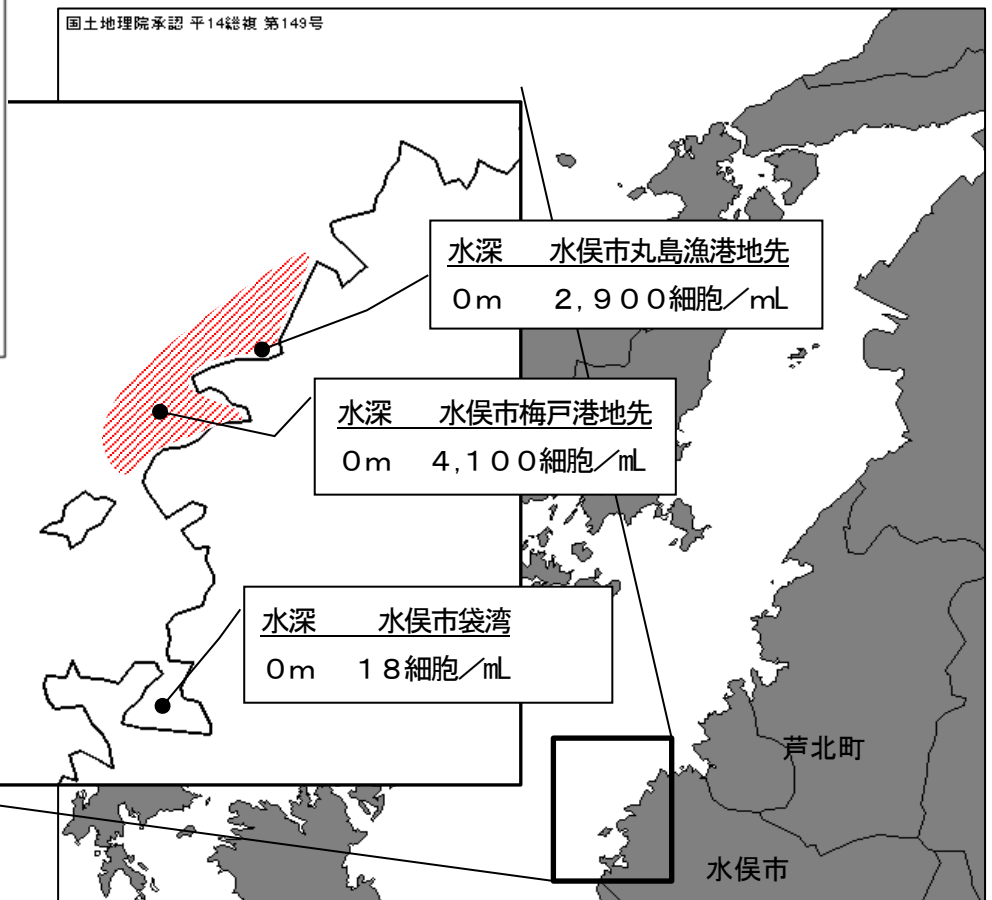 国土地理院承認 平14総複 第149号
水深 水俣市丸島漁港地先
0m 2,900細胞/mL
水深 水俣市梅戸港地先
0m 4,100細胞/mL
水深 水俣市袋湾
0m 18細胞/mL
芦北町
水俣市